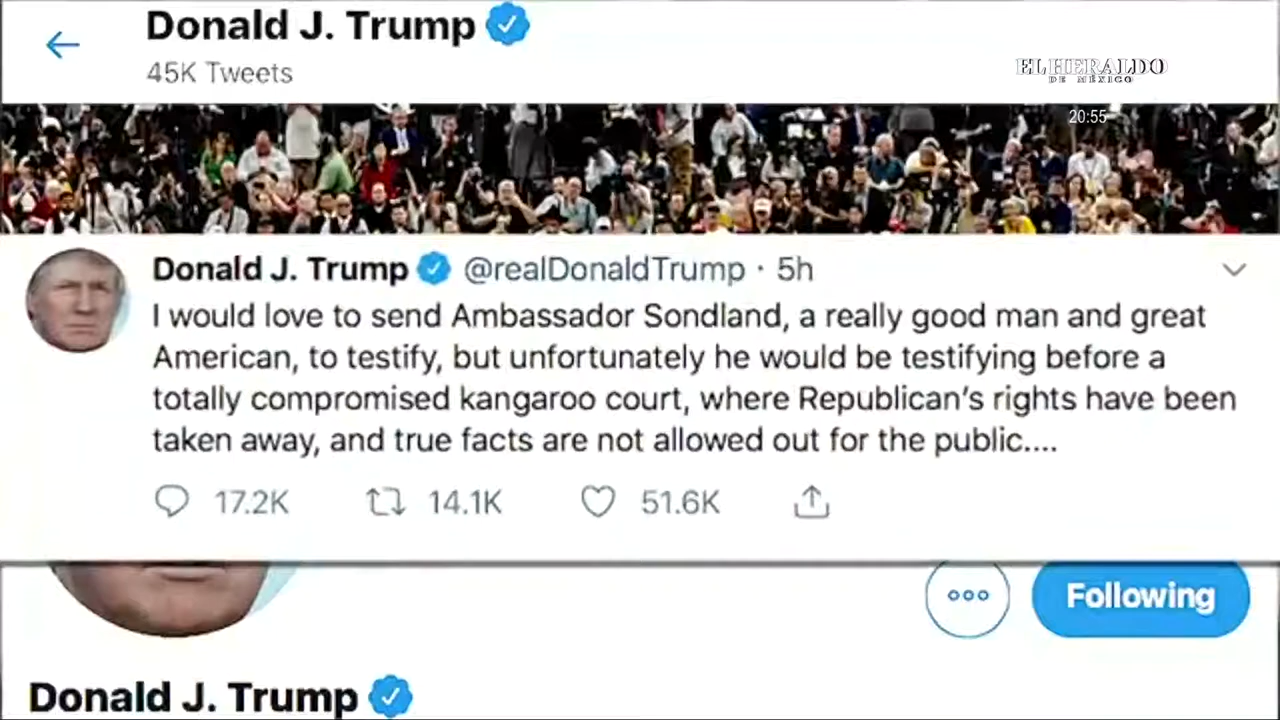 Donald J. Trump
45K Tweets
EL HERALDO
DE MÉXICO
20:55
Donald J. Trump @realDonaldTrump · 5h
I would love to send Ambassador Sondland, a really good man and great
American, to testify, but unfortunately he would be testifying before a
totally compromised kangaroo court, where Republican’s rights have been
taken away, and true facts are not allowed out for the public....
17.2K 14.1K 51.6K
Following
Donald J. Trump